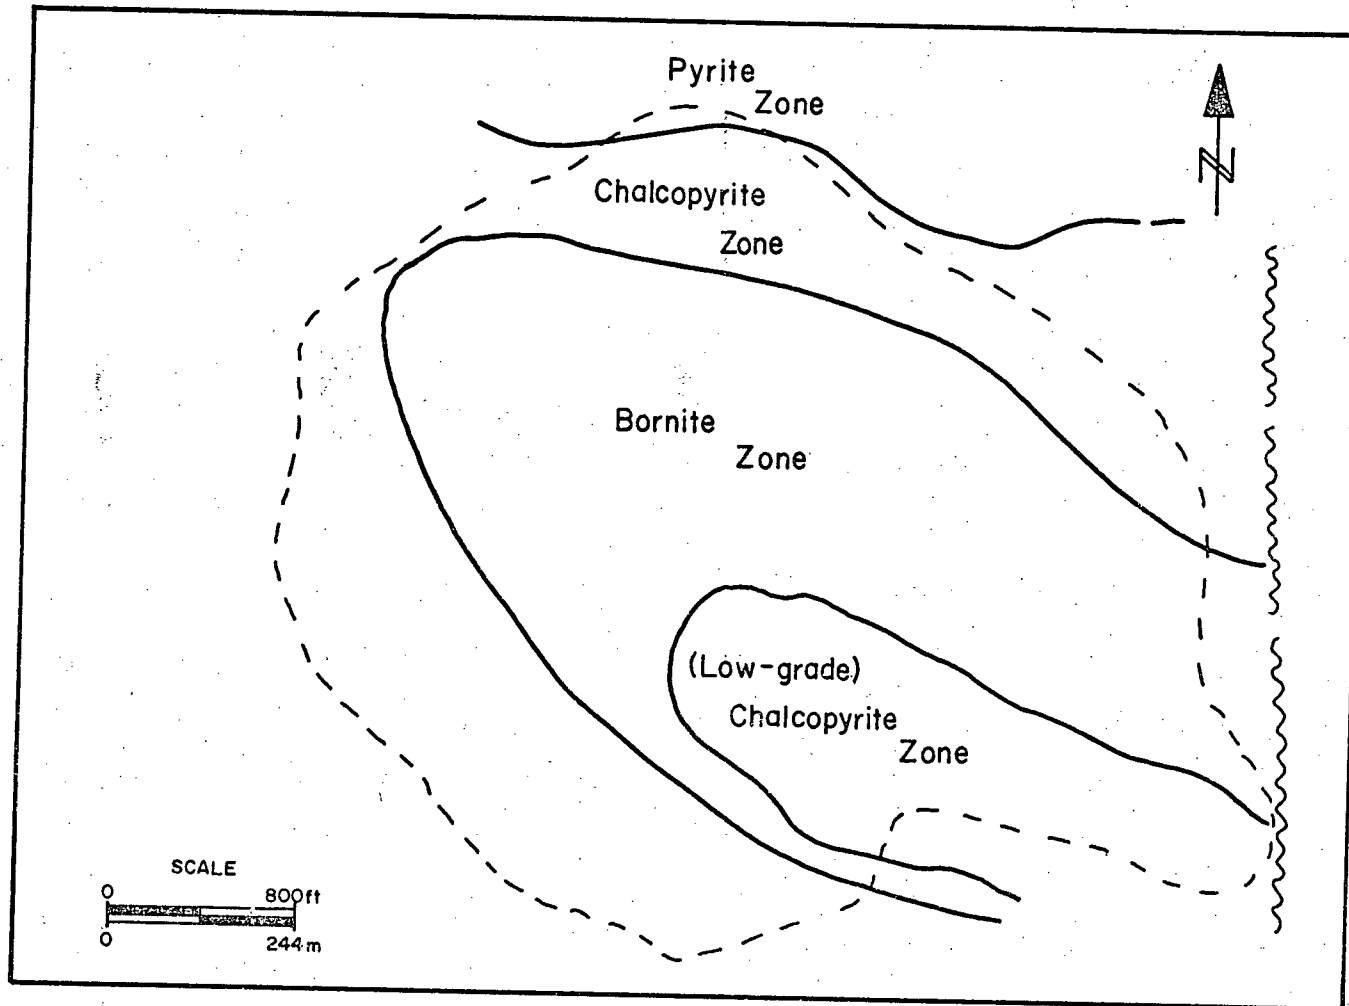 Pyrite
Zone
N
Chalcopyrite
Zone
Bornite
Zone
(Low-grade)
Chalcopyrite
Zone
SCALE
0 800ft
0 244m